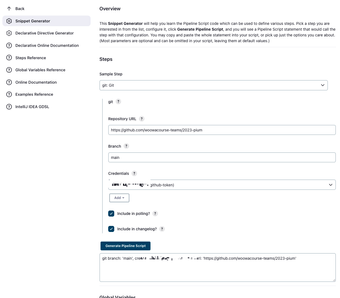 Back
Snippet Generator
Declarative Directive Generator
Declarative Online Documentation
Steps Reference
Global Variables Reference
Online Documentation
Examples Reference
IntelliJ IDEA GDSL
Overview
This Snippet Generator will help you learn the Pipeline Script code which can be used to define various steps. Pick a step you are
interested in from the list, configure it, click Generate Pipeline Script, and you will see a Pipeline Script statement that would call the
step with that configuration. You may copy and paste the whole statement into your script, or pick up just the options you care about.
(Most parameters are optional and can be omitted in your script, leaving them at default values.)
Steps
Sample Step
git: Git
git ?
Repository URL ?
https://github.com/woowacourse-teams/2023-pium
Branch ?
main
Credentials ?
github-token)
Add +
Include in polling? ?
Include in changelog? ?
Generate Pipeline Script
git branch: 'main', url: 'https://github.com/woowacourse-teams/2023-pium'
Global Variables